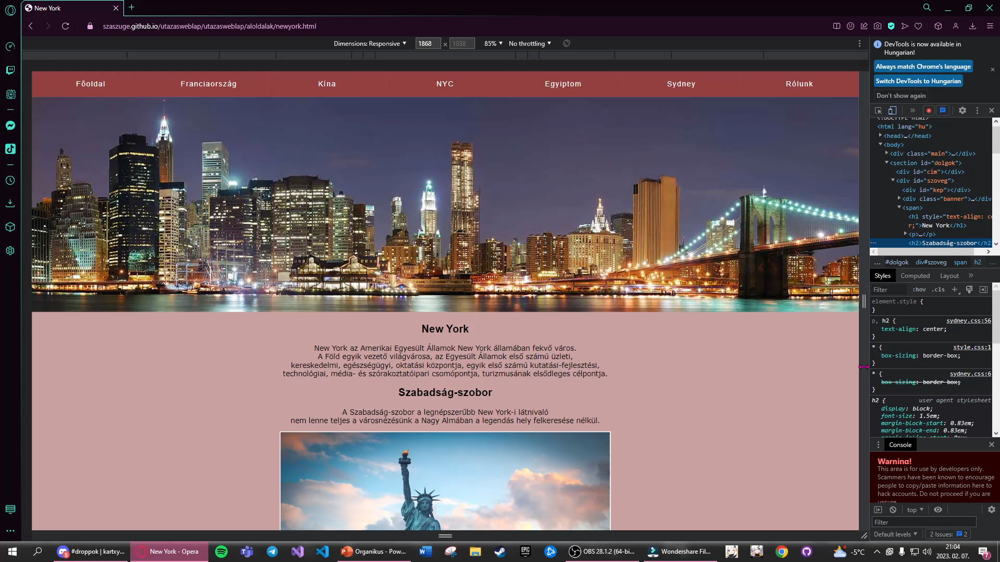 New York
szaszuge.github.io/utazasweblap/utazasweblap/aloldalak/newyork.html
Dimensions: Responsive 1868 × 1038 85% No throttling
DevTools is now available in
Hungarian!
Always match Chrome's language
Switch DevTools to Hungarian
Don't show again
Főoldal Franciaország Kína NYC Egyiptom Sydney Rólunk
<!DOCTYPE html>
<html lang="hu">
<head>…</head>
<body>
<div class="main">…</div>
<section id="dolgok">
<div id="cim"></div>
<div id="szoveg">
<div id="kep"></div>
<div class="banner">…</div
<span>
<h1 style="text-align: ce
r;">New York</h1>
<p>…</p>
<h2>Szabadság-szobor</h2
… #dolgok div#szoveg span h2 …
Styles Computed Layout
Filter :hov .cls
element.style {
}
p, h2 { sydney.css:56
text-align: center;
}
* { style.css:1
box-sizing: border-box;
}
* { sydney.css:6
box-sizing: border-box;
}
h2 { user agent stylesheet
display: block;
font-size: 1.5em;
margin-block-start: 0.83em;
margin-block-end: 0.83em;
Console
Warning!
This area is for use by developers only.
Scammers have been known to encourage
people to copy/paste information here to
hack accounts. Do not proceed if you are
unsure.
top
Filter
Default levels 2 Issues: 2
New York
New York az Amerikai Egyesült Államok New York államában fekvő város.
A Föld egyik vezető világvárosa, az Egyesült Államok első számú üzleti,
kereskedelmi, egészségügyi, oktatási központja, egyik első számú kutatási-fejlesztési,
technológiai, média- és szórakoztatóipari csomópontja, turizmusának elsődleges célpontja.
Szabadság-szobor
A Szabadság-szobor a legnépszerűbb New York-i látnivaló
nem lenne teljes a városnézésünk a Nagy Almában a legendás hely felkeresése nélkül.
5 #droppok | kartxy... New York - Opera Organikus - Pow... EPIC GAMES OBS 28.1.2 (64-bi... Wondershare Fil... -5°C
21:04
2023. 02. 07.
7